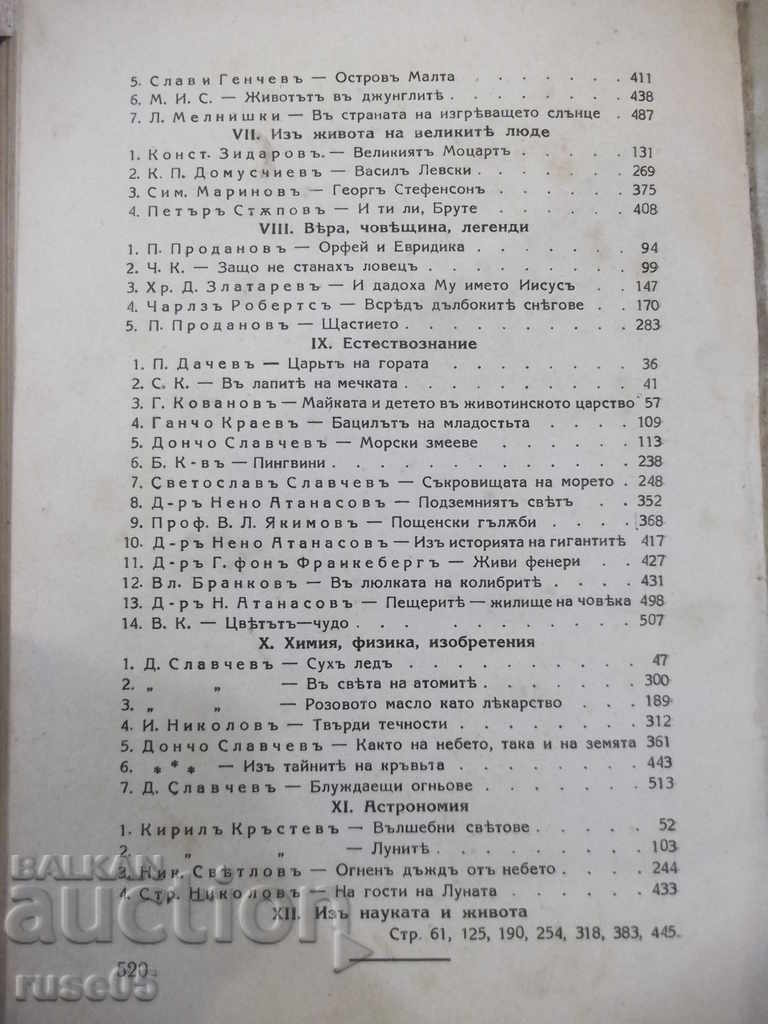 5. Слави Генчевъ — Островъ Малта . . . . . . 411
6. М. И. С. — Животътъ въ джунглитѣ . . . . . . . 438
7. Л. Мелнишки — Въ страната на изгрѣващето слънце . 487
VII. Изъ живота на великитѣ люде
1. Конст. Зидаровъ. — Великиятъ Моцартъ . . . . . 131
2. К. П. Домусчиевъ — Василъ Левски . . . . . . 269
3. Сим. Мариновъ — Георгъ Стефенсонъ . . . . . 375
4. Петъръ Стѫповъ — И ти ли, Бруте . . . . . . 408
VIII. Вѣра, човѣщина, легенди
1. П. Продановъ — Орфей и Евридика . . . . . . 94
2. Ч. К. — Защо не станахъ ловецъ . . . . . . . . 99
3. Хр. Д. Златаревъ — И дадоха Му името Иисусъ . . 147
4. Чарлзъ Робертсъ — Всрѣдъ дълбокитѣ снѣгове . . 170
5. П. Продановъ — Щастието . . . . . . . . . 283
IX. Естествознание
1. П. Дачевъ — Царьтъ на гората . . . . . . . 36
2. С. К. — Въ лапитѣ на мечката . . . . . . . . . 41
3. Г. Ковановъ — Майката и детето въ животинското царство 57
4. Ганчо Краевъ — Бацилътъ на младостьта . . . . 109
5. Дончо Славчевъ — Морски змееве . . . . . . 113
6. Б. К-въ — Пингвини . . . . . . . . . . . . 238
7. Светославъ Славчевъ — Съкровищата на морето . 248
8. Д-ръ Нено Атанасовъ — Подземниятъ свѣтъ . . 352
9. Проф. В. Л. Якимовъ — Пощенски гълѫби . . . . 368
10. Д-ръ Нено Атанасовъ — Изъ историята на гигантитѣ 417
11. Д-ръ Г. фонъ Франкебергъ — Живи фенери . . 427
12. Вл. Бранковъ — Въ люлката на колибритѣ . . . . 431
13. Д-ръ Н. Атанасовъ — Пещеритѣ — жилище на човѣка 498
14. В. К. — Цвѣтътъ—чудо . . . . . . . . . . . 507
X. Химия, физика, изобретения
1. Д. Славчевъ — Сухъ ледъ . . . . . . . . . 47
2. „ „ — Въ свѣта на атомитѣ . . . . . . 300
3. „ „ — Розовото масло като лѣкарство . . . 189
4. И. Николовъ — Твърди течности . . . . . . . 312
5. Дончо Славчевъ — Както на небето, така и на земята 361
6. * * * — Изъ тайнитѣ на кръвьта . . . . . . . 443
7. Д. Славчевъ — Блуждаещи огньове . . . . . . 513
XI. Астрономия
1. Кирилъ Кръстевъ — Вълшебни свѣтове . . . . . 52
2. „ „ — Лунитѣ . . . . . . . . . 103
3. Ник. Свѣтловъ — Огненъ дъждъ отъ небето . . . . 244
4. Стр. Николовъ — На гости на Луната . . . . . . 433
XII. Изъ науката и живота
Стр. 61, 125, 190, 254, 318, 383, 445.
520
BALKAN
auction
ruse05